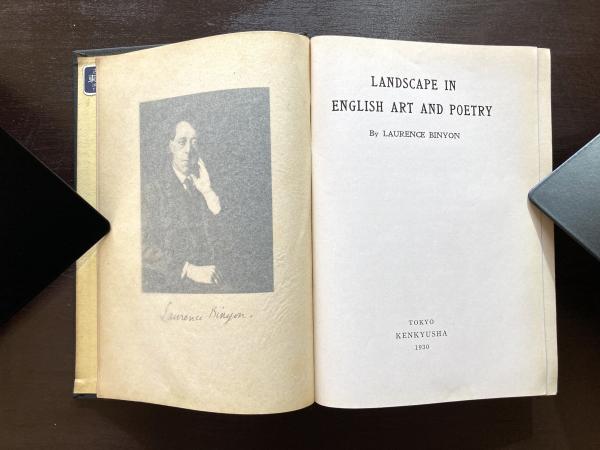 Laurence Binyon.
LANDSCAPE IN
ENGLISH ART AND POETRY
By LAURENCE BINYON
TOKYO
KENKYUSHA
1930